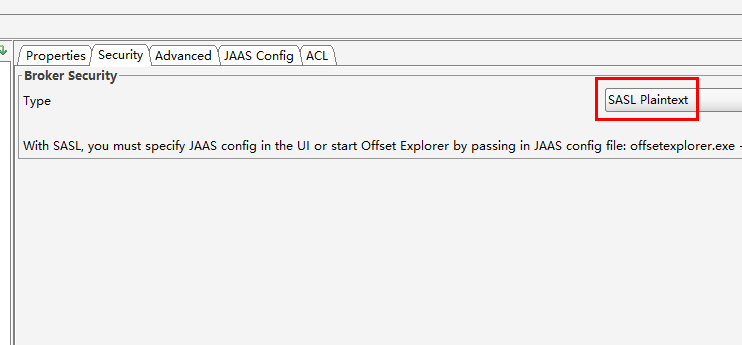 Properties Security Advanced JAAS Config ACL
Broker Security
Type SASL Plaintext
With SASL, you must specify JAAS config in the UI or start Offset Explorer by passing in JAAS config file: offsetexplorer.exe -